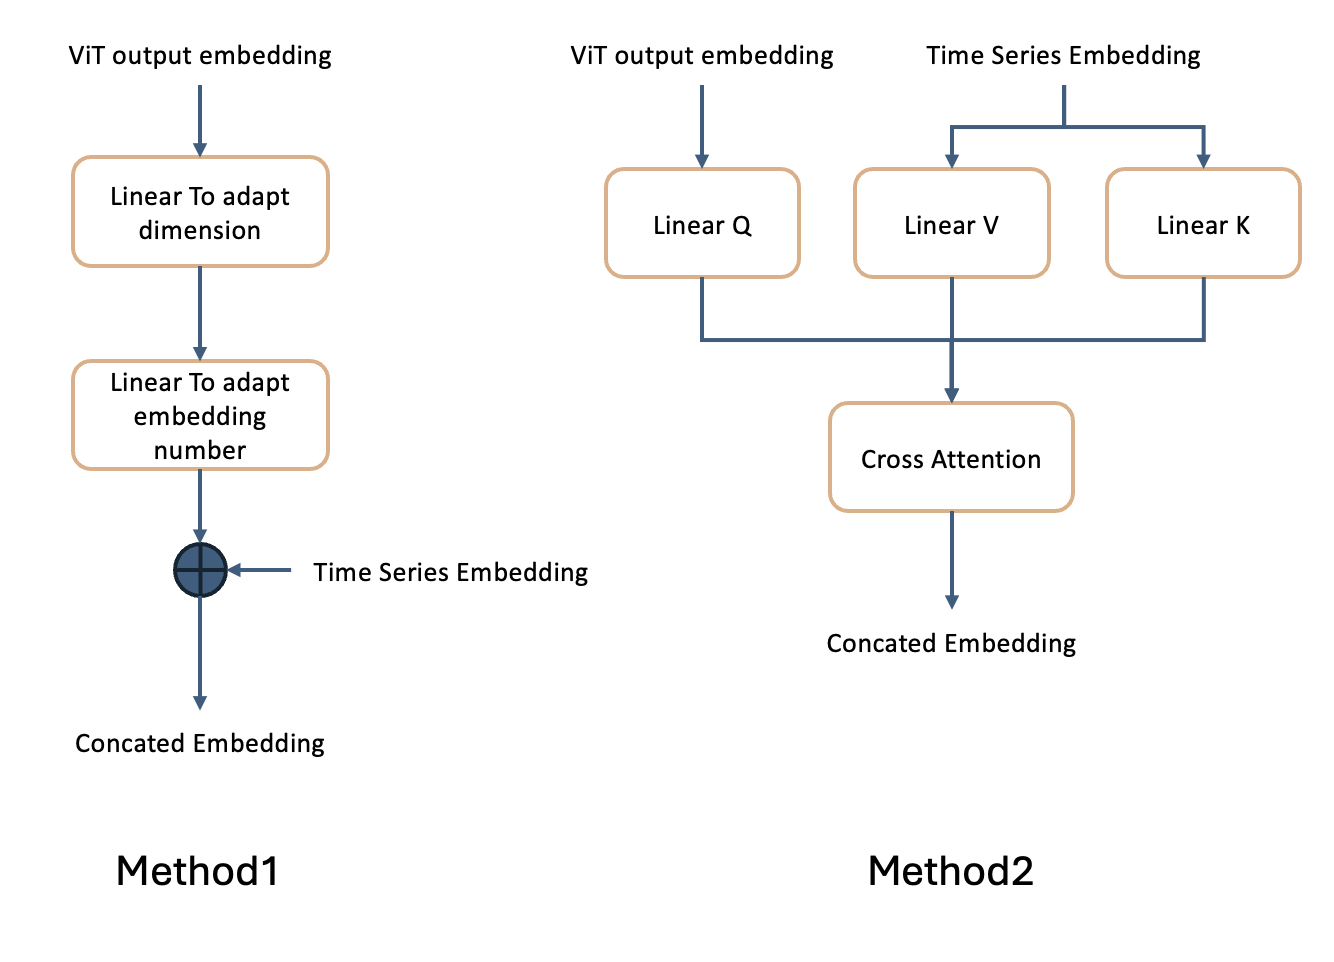 ViT output embedding
Linear To adapt
dimension
Linear To adapt
embedding
number
Time Series Embedding
Concated Embedding
Method1
ViT output embedding
Time Series Embedding
Linear Q
Linear V
Linear K
Cross Attention
Concated Embedding
Method2